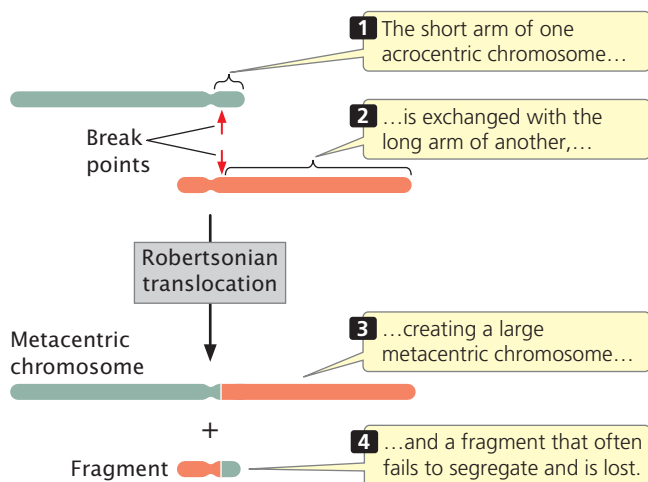 1 The short arm of one
acrocentric chromosome…
2 …is exchanged with the
long arm of another,…
Break
points
Robertsonian
translocation
3 …creating a large
metacentric chromosome…
Metacentric
chromosome
+
4 …and a fragment that often
fails to segregate and is lost.
Fragment